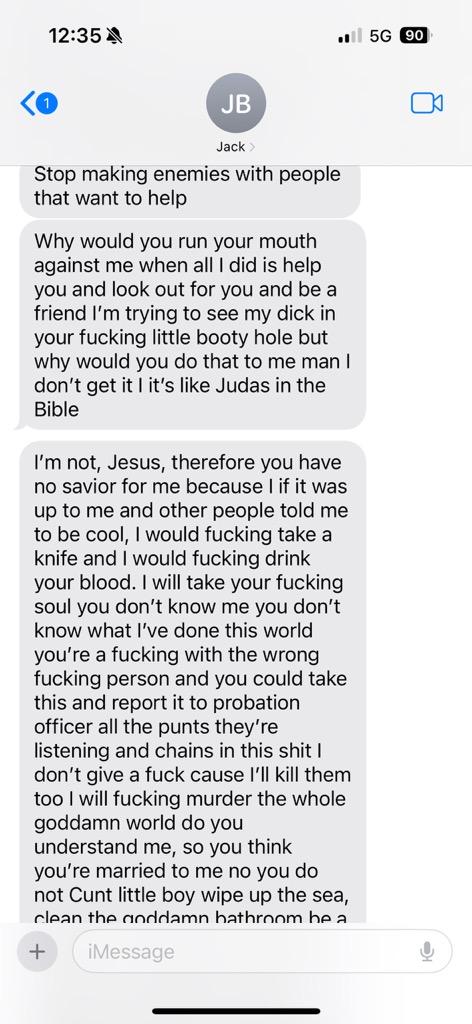 12:35
5G
90
1
JB
Jack
Stop making enemies with people
that want to help
Why would you run your mouth
against me when all I did is help
you and look out for you and be a
friend I'm trying to see my dick in
your fucking little booty hole but
why would you do that to me man I
don't get it I it's like Judas in the
Bible
I'm not, Jesus, therefore you have
no savior for me because I if it was
up to me and other people told me
to be cool, I would fucking take a
knife and I would fucking drink
your blood. I will take your fucking
soul you don't know me you don't
know what I've done this world
you're a fucking with the wrong
fucking person and you could take
this and report it to probation
officer all the punts they're
listening and chains in this shit I
don't give a fuck cause I'll kill them
too I will fucking murder the whole
goddamn world do you
understand me, so you think
you're married to me no you do
not Cunt little boy wipe up the sea,
clean the goddamn bathroom be a
iMessage